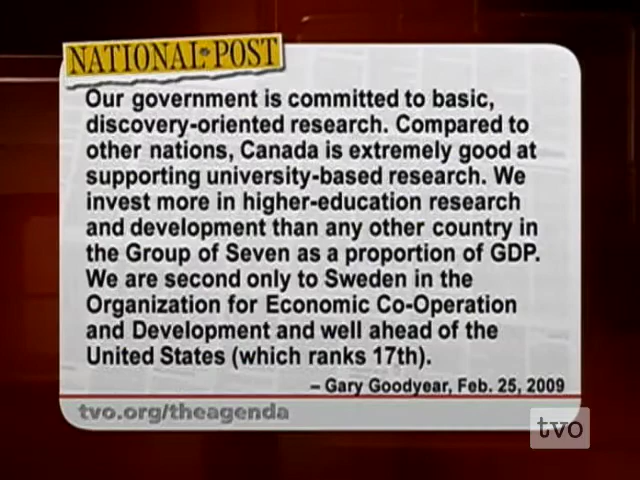 NATIONAL POST
Our government is committed to basic,
discovery-oriented research. Compared to
other nations, Canada is extremely good at
supporting university-based research. We
invest more in higher-education research
and development than any other country in
the Group of Seven as a proportion of GDP.
We are second only to Sweden in the
Organization for Economic Co-Operation
and Development and well ahead of the
United States (which ranks 17th).
– Gary Goodyear, Feb. 25, 2009
tvo.org/theagenda
tvo